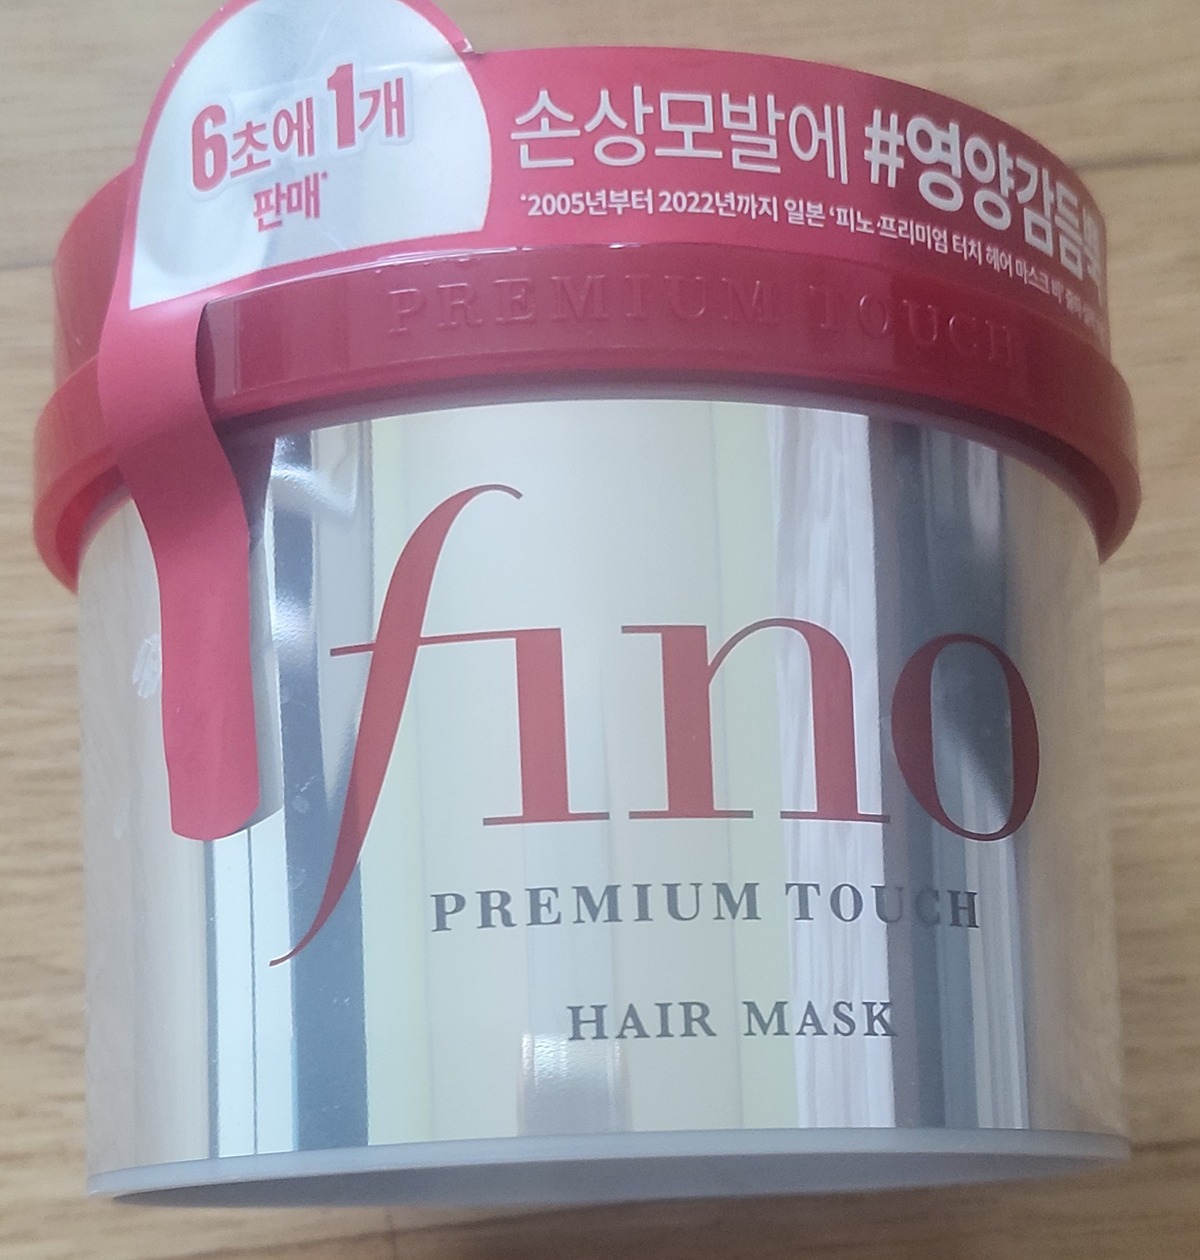 6초에 1개
판매*
손상모발에 #영양감듬뿍
*2005년부터 2022년까지 일본 '피노 프리미엄 터치 헤어 마스크 비'
PREMIUM TOUCH
fino
PREMIUM TOUCH
HAIR MASK